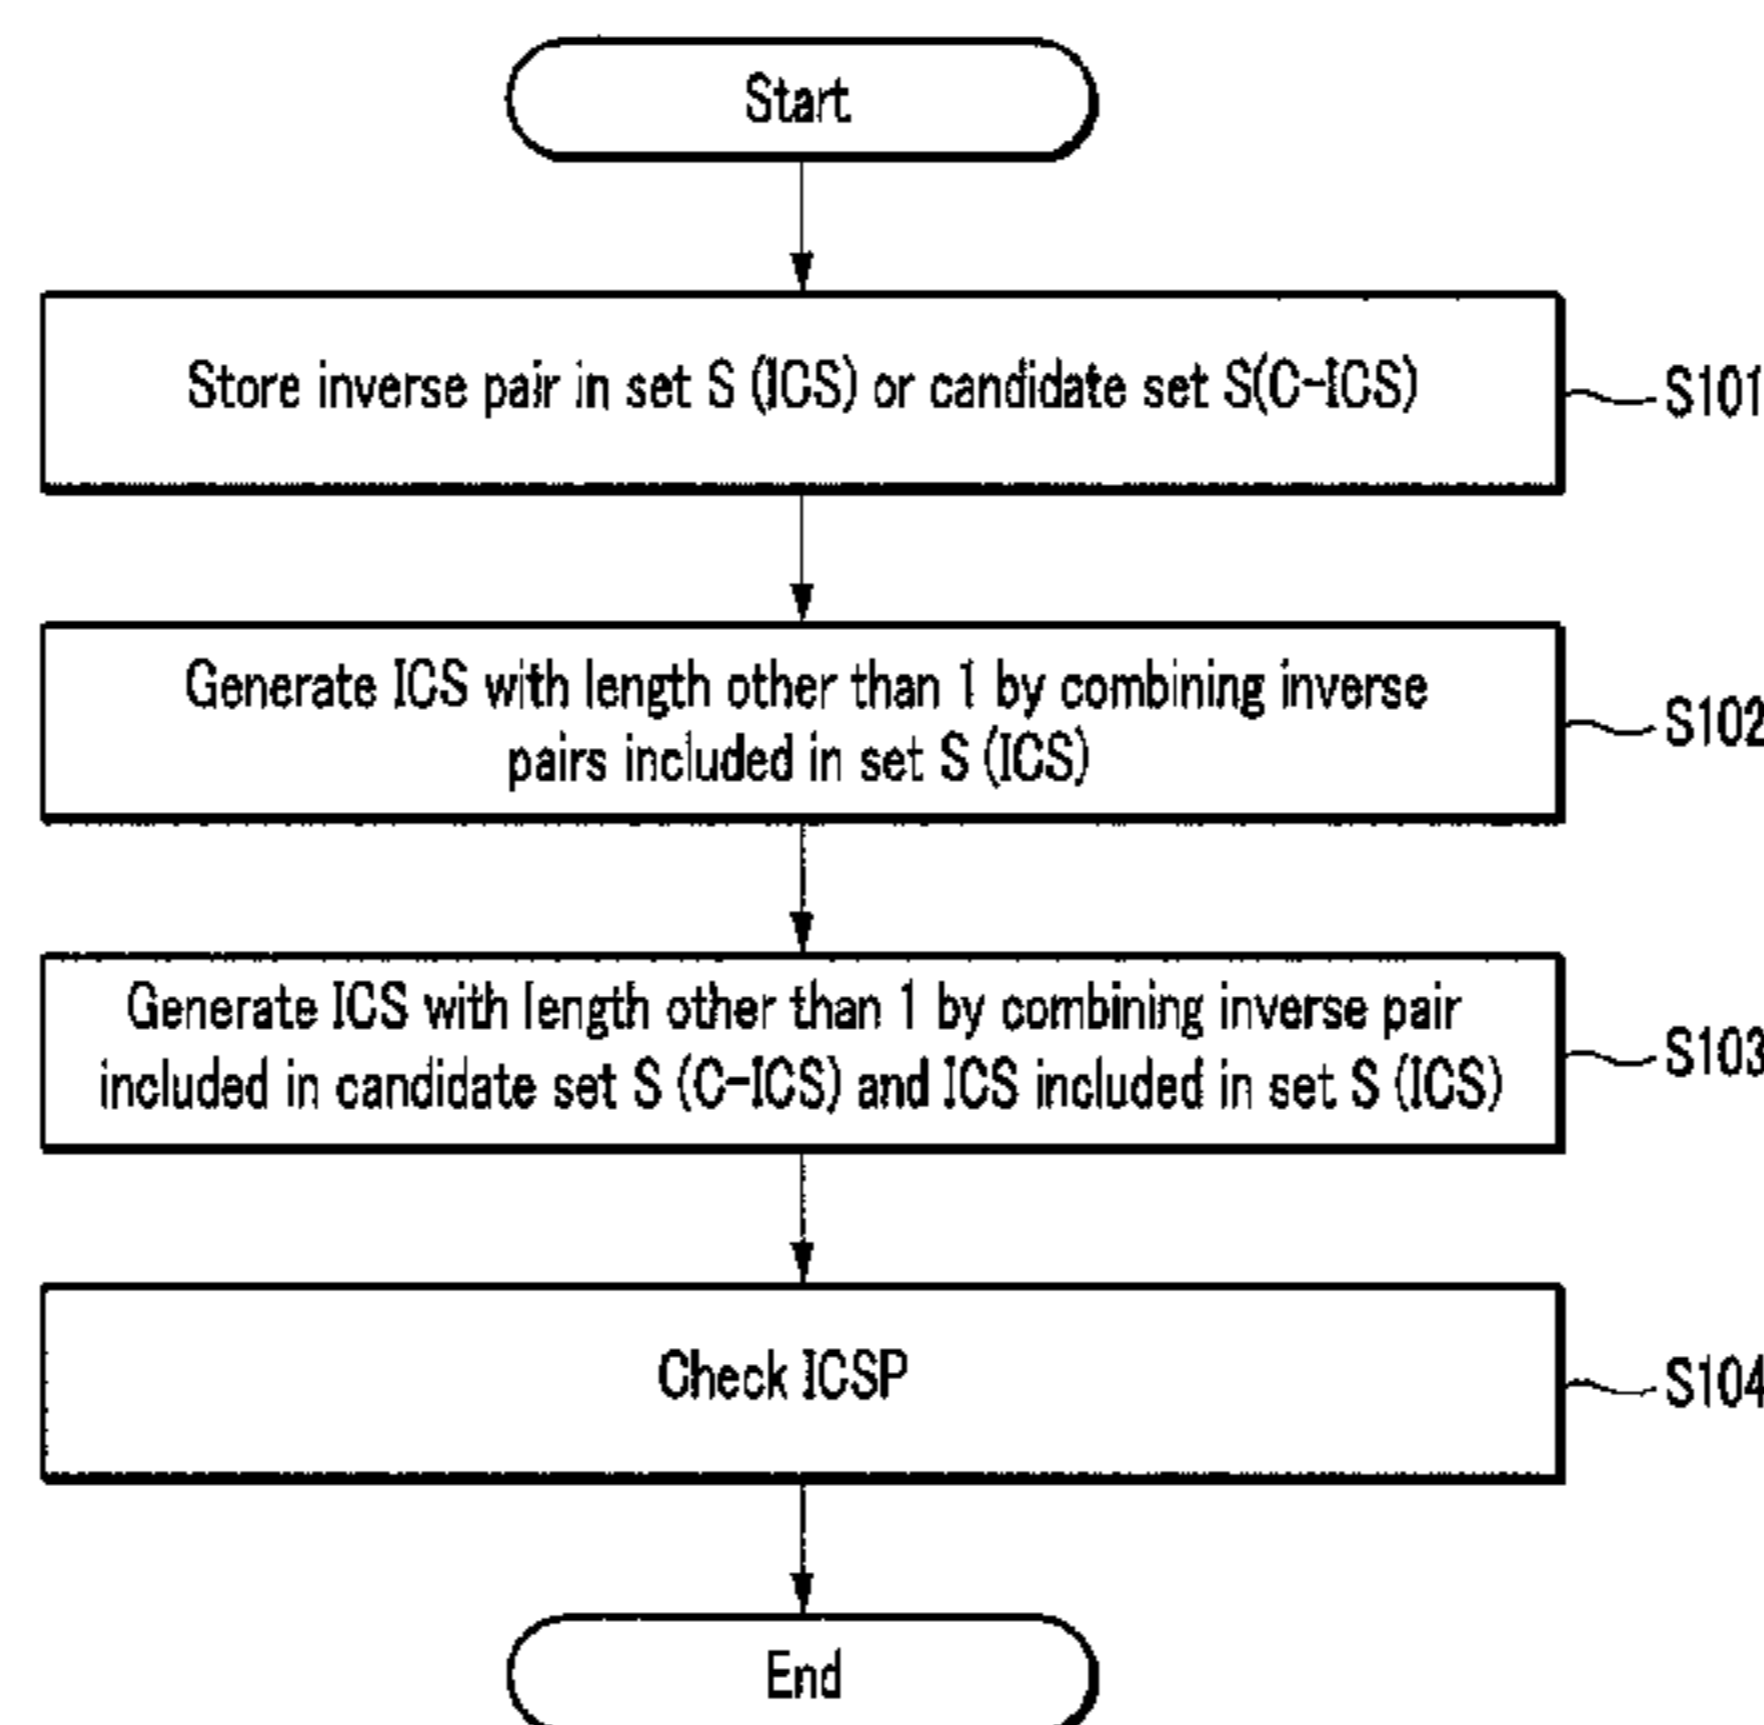 Start
Store inverse pair in set S (ICS) or candidate set S(C-ICS)
S101
Generate ICS with length other than 1 by combining inverse
pairs included in set S (ICS)
S102
Generate ICS with length other than 1 by combining inverse pair
included in candidate set S (C-ICS) and ICS included in set S (ICS)
S103
Check ICSP
S104
End